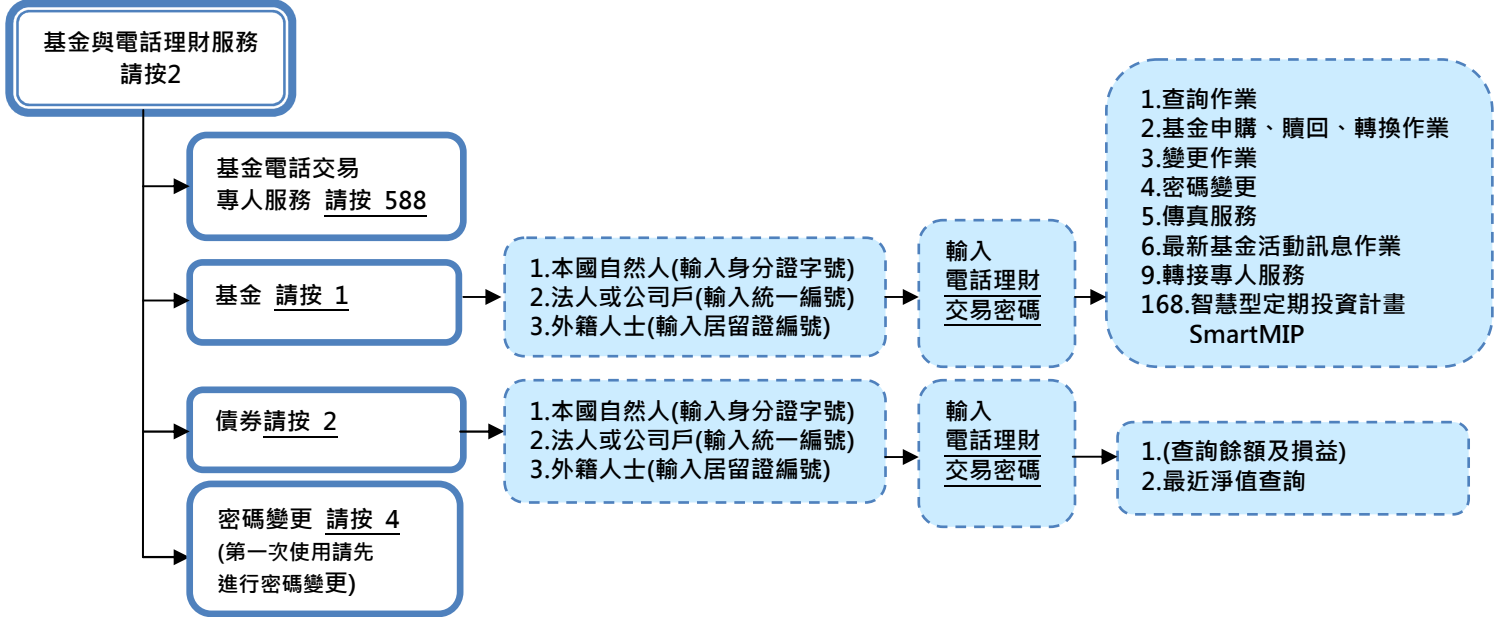 基金與電話理財服務
請按2
基金電話交易
專人服務 請按 588
基金 請按 1
1.本國自然人(輸入身分證字號)
2.法人或公司戶(輸入統一編號)
3.外籍人士(輸入居留證編號)
輸入
電話理財
交易密碼
1.查詢作業
2.基金申購、贖回、轉換作業
3.變更作業
4.密碼變更
5.傳真服務
6.最新基金活動訊息作業
9.轉接專人服務
168.智慧型定期投資計畫
SmartMIP
債券請按 2
1.本國自然人(輸入身分證字號)
2.法人或公司戶(輸入統一編號)
3.外籍人士(輸入居留證編號)
輸入
電話理財
交易密碼
1.(查詢餘額及損益)
2.最近淨值查詢
密碼變更 請按 4
(第一次使用請先
進行密碼變更)